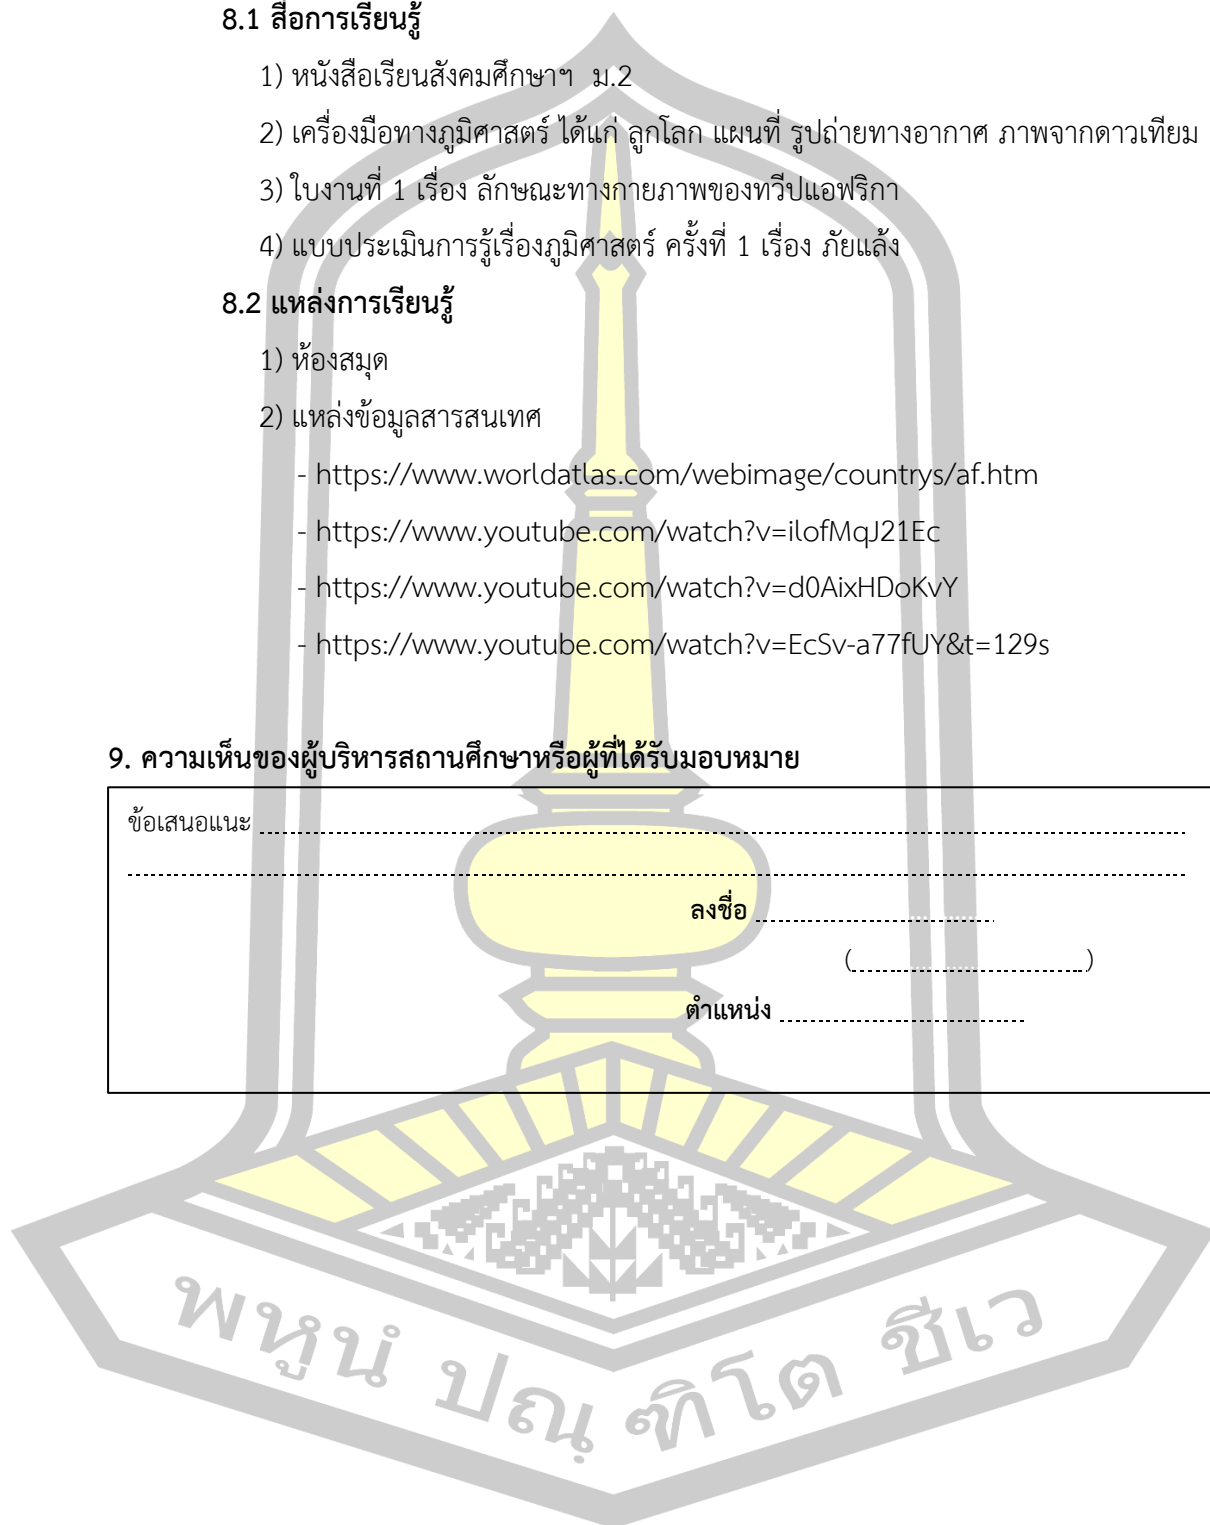 8.1 สื่อการเรียนรู้
1) หนังสือเรียนสังคมศึกษาฯ ม.2
2) เครื่องมือทางภูมิศาสตร์ ได้แก่ ลูกโลก แผนที่ รูปถ่ายทางอากาศ ภาพจากดาวเทียม
3) ใบงานที่ 1 เรื่อง ลักษณะทางกายภาพของทวีปแอฟริกา
4) แบบประเมินการรู้เรื่องภูมิศาสตร์ ครั้งที่ 1 เรื่อง ภัยแล้ง
8.2 แหล่งการเรียนรู้
1) ห้องสมุด
2) แหล่งข้อมูลสารสนเทศ
- https://www.worldatlas.com/webimage/countrys/af.htm
- https://www.youtube.com/watch?v=ilofMqJ21Ec
- https://www.youtube.com/watch?v=d0AixHDoKvY
- https://www.youtube.com/watch?v=EcSv-a77fUY&t=129s
9. ความเห็นของผู้บริหารสถานศึกษาหรือผู้ที่ได้รับมอบหมาย
ข้อเสนอแนะ
ลงชื่อ
( )
ตำแหน่ง
พหูนํ ปณฺฑิโต ชีเว